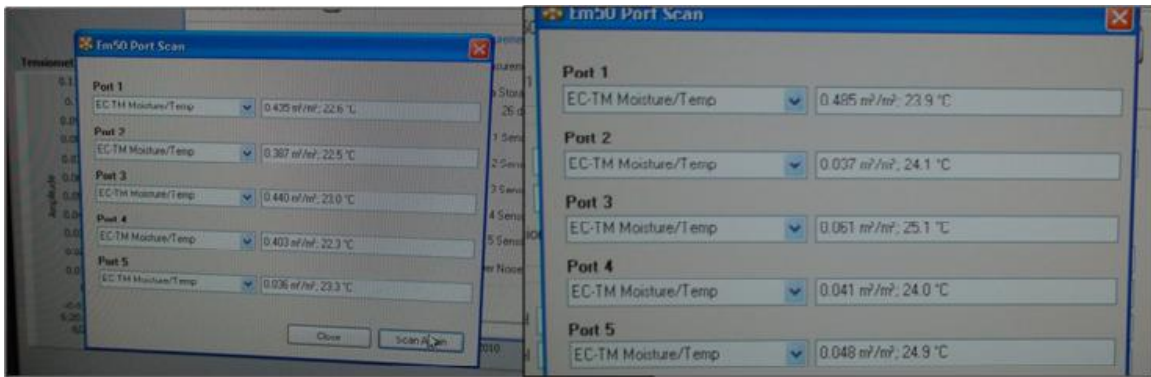 Em50 Port Scan
Port 1
EC-TM Moisture/Temp 0.435 m³/m³; 22.6 °C
Port 2
EC-TM Moisture/Temp 0.387 m³/m³; 22.5 °C
Port 3
EC-TM Moisture/Temp 0.440 m³/m³; 23.0 °C
Port 4
EC-TM Moisture/Temp 0.403 m³/m³; 22.3 °C
Port 5
EC-TM Moisture/Temp 0.036 m³/m³; 23.3 °C
Close
Amplitude
2010
Em50 Port Scan
Port 1
EC-TM Moisture/Temp 0.485 m³/m³; 23.9 °C
Port 2
EC-TM Moisture/Temp 0.037 m³/m³; 24.1 °C
Port 3
EC-TM Moisture/Temp 0.061 m³/m³; 25.1 °C
Port 4
EC-TM Moisture/Temp 0.041 m³/m³; 24.0 °C
Port 5
EC-TM Moisture/Temp 0.048 m³/m³; 24.9 °C